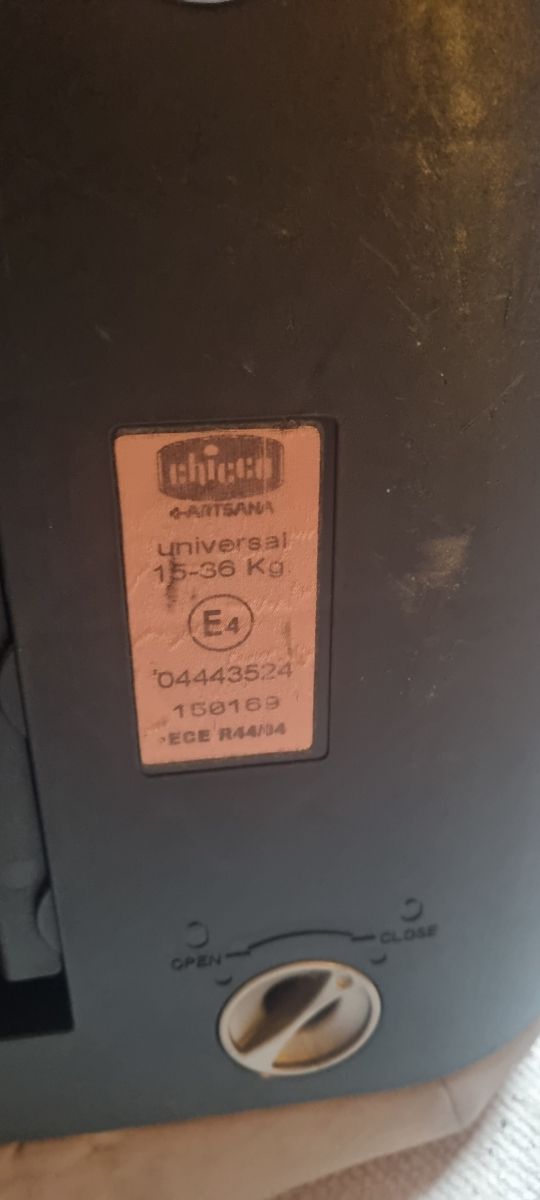 chicco
ARTSANA
universal
15-36 Kg
E4
04443524
150169
ECE R44/04
OPEN
CLOSE